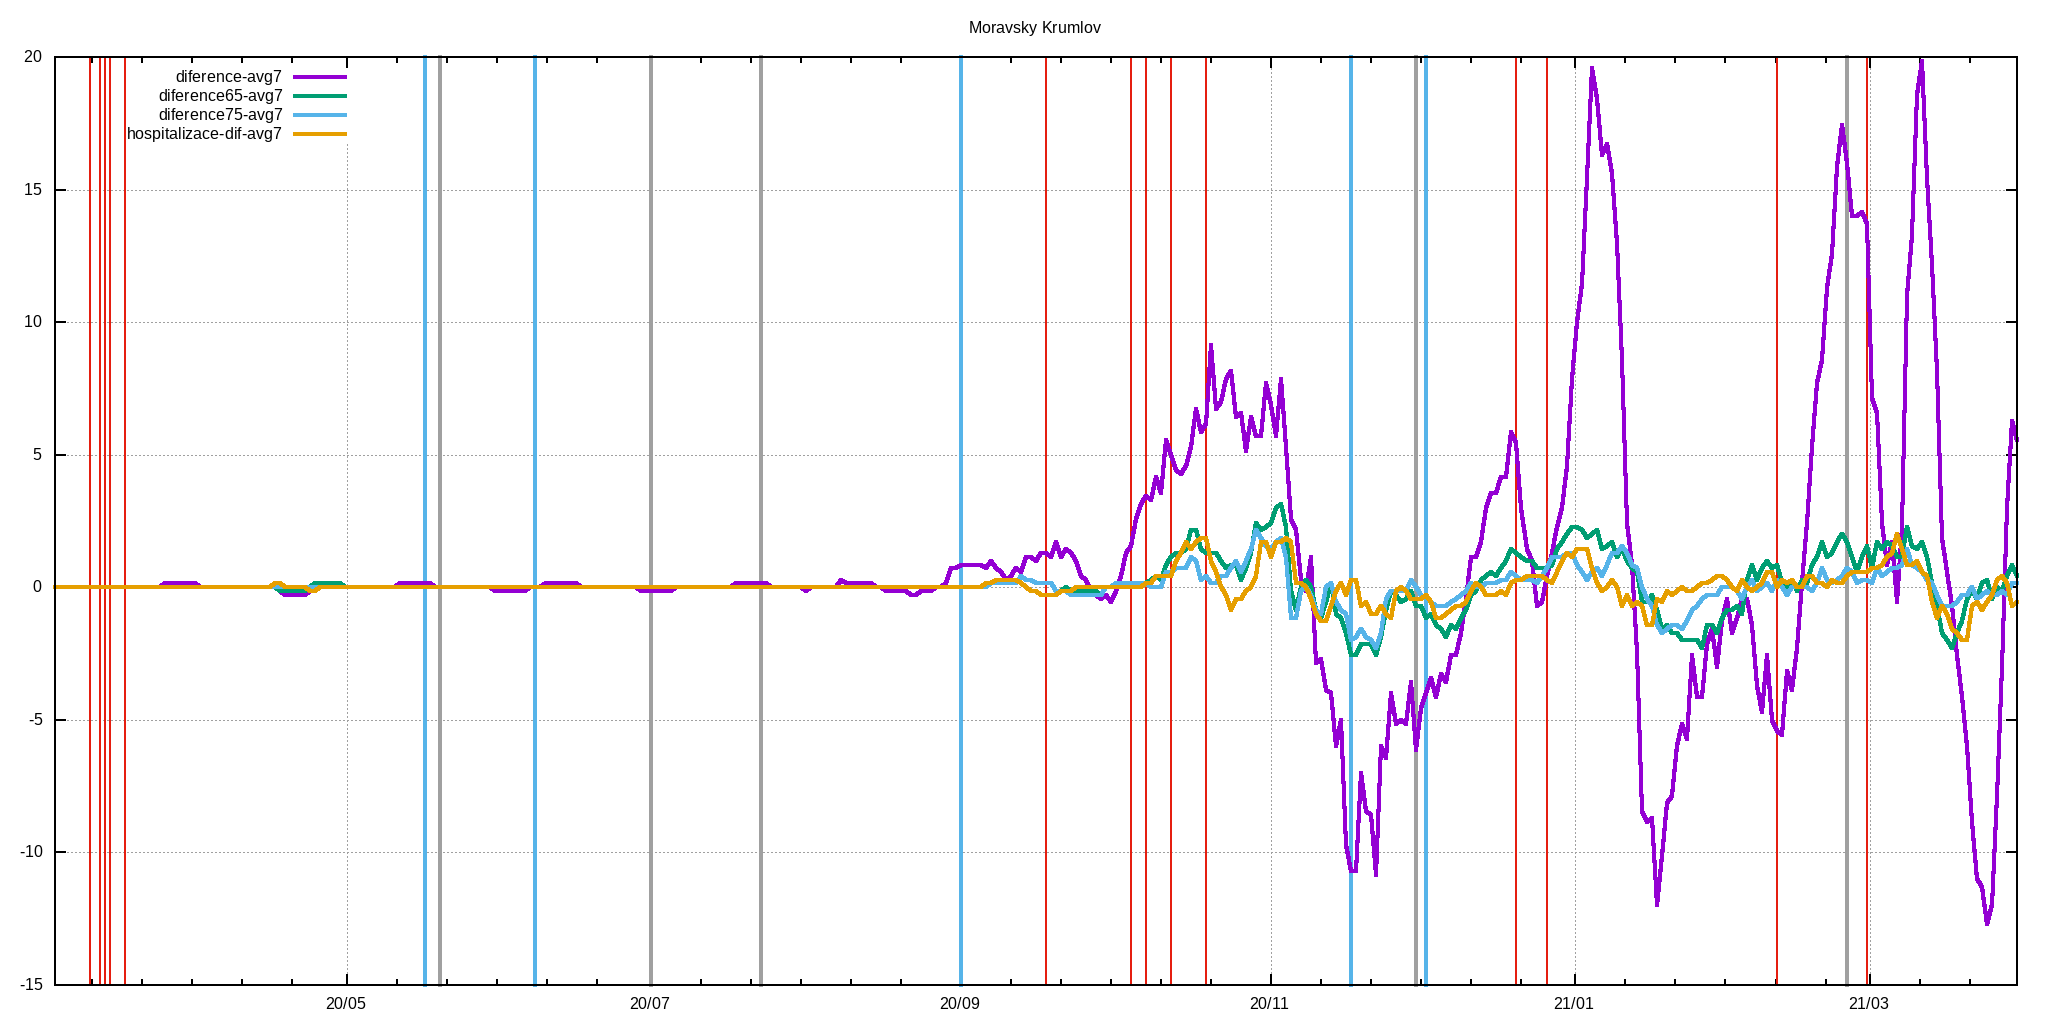 Moravsky Krumlov
20
diference-avg7
diference65-avg7
diference75-avg7
hospitalizace-dif-avg7
15
10
5
0
-5
-10
-15
20/05 20/07 20/09 20/11 21/01 21/03